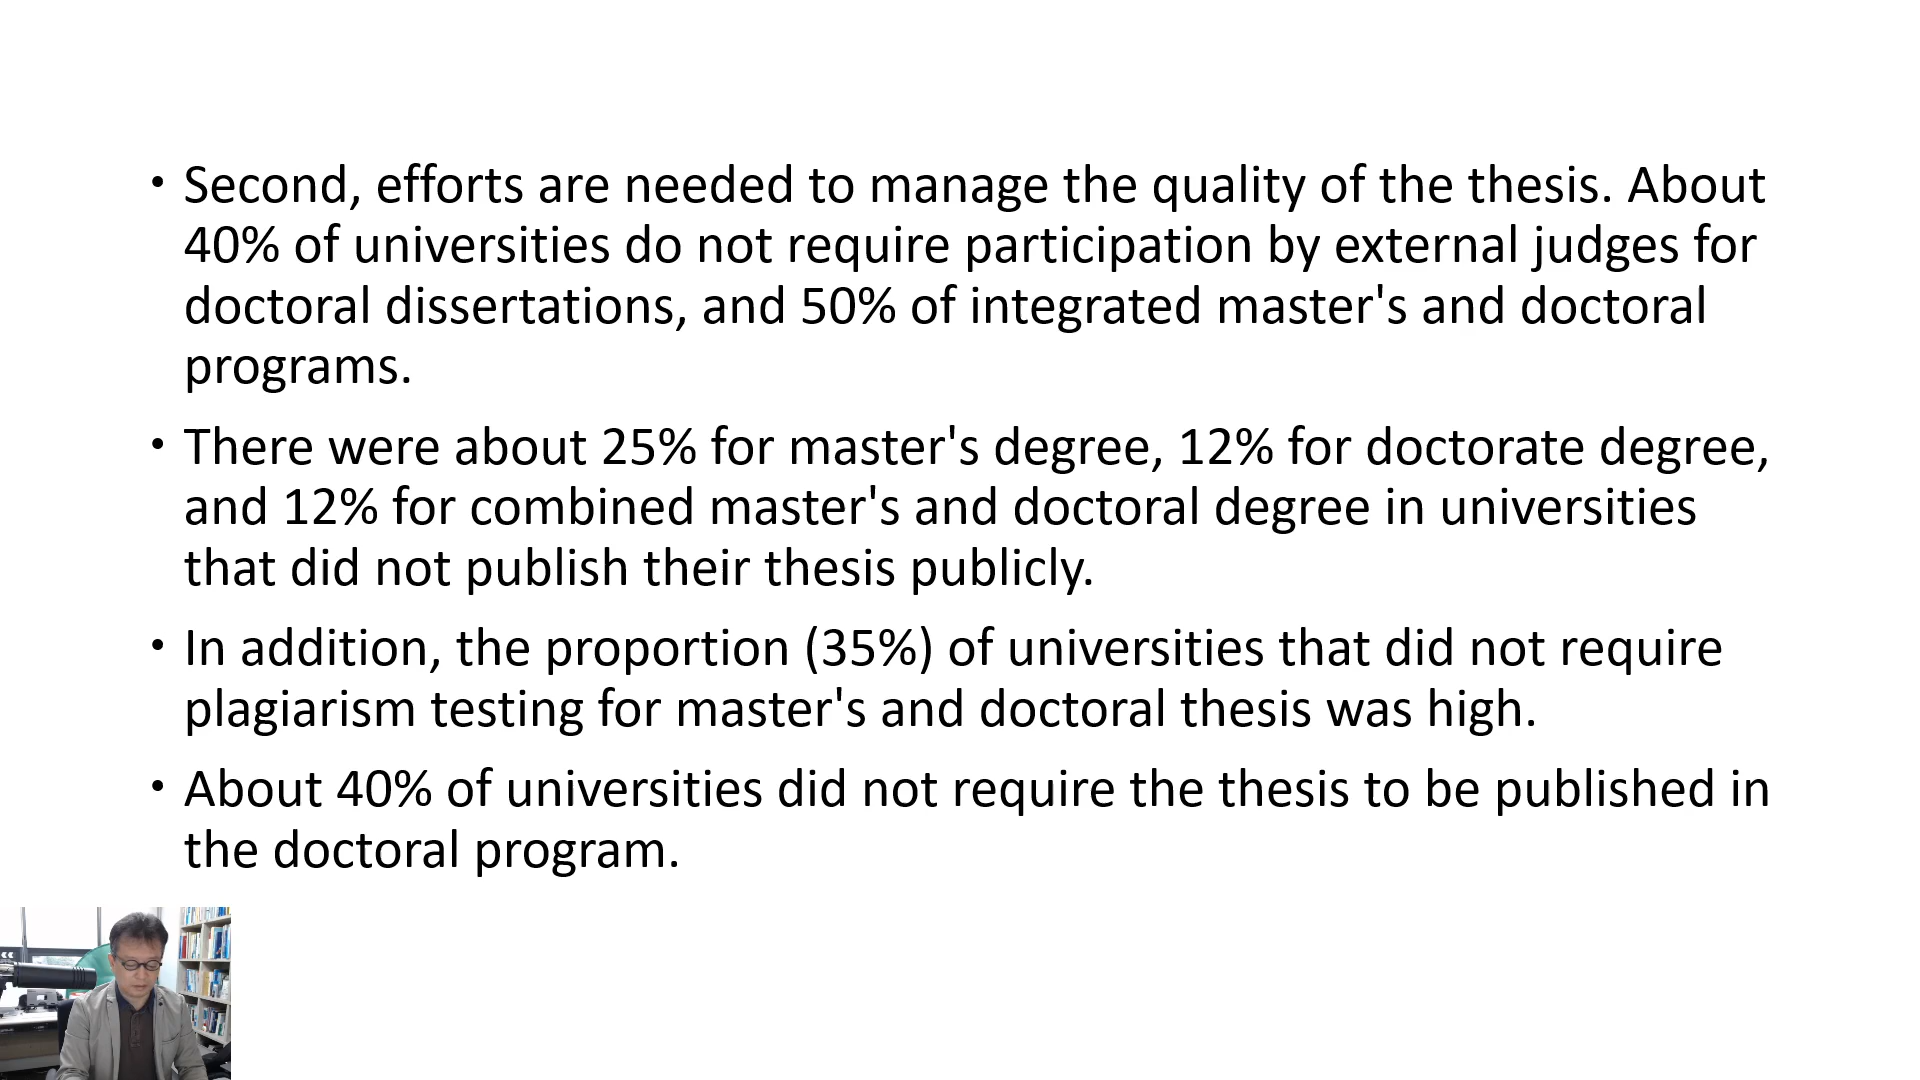 • Second, efforts are needed to manage the quality of the thesis. About
40% of universities do not require participation by external judges for
doctoral dissertations, and 50% of integrated master's and doctoral
programs.
• There were about 25% for master's degree, 12% for doctorate degree,
and 12% for combined master's and doctoral degree in universities
that did not publish their thesis publicly.
• In addition, the proportion (35%) of universities that did not require
plagiarism testing for master's and doctoral thesis was high.
• About 40% of universities did not require the thesis to be published in
the doctoral program.